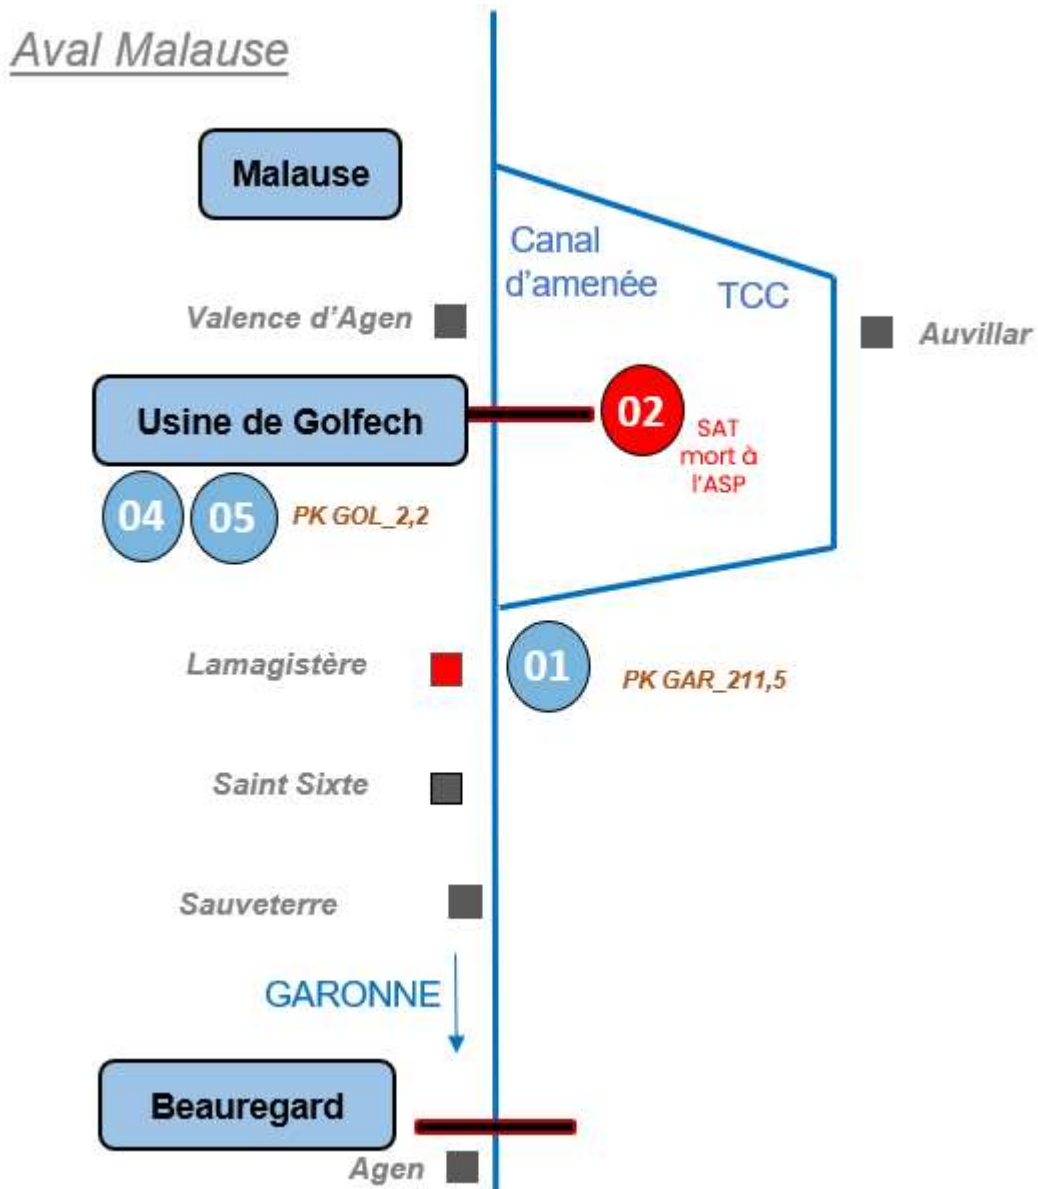 Aval Malause
Malause
Canal
d'amenée
TCC
Valence d'Agen
Auvillar
Usine de Golfech
02
SAT
mort à
l'ASP
04
05
PK GOL_2,2
Lamagistère
01
PK GAR_211,5
Saint Sixte
Sauveterre
GARONNE
Beauregard
Agen